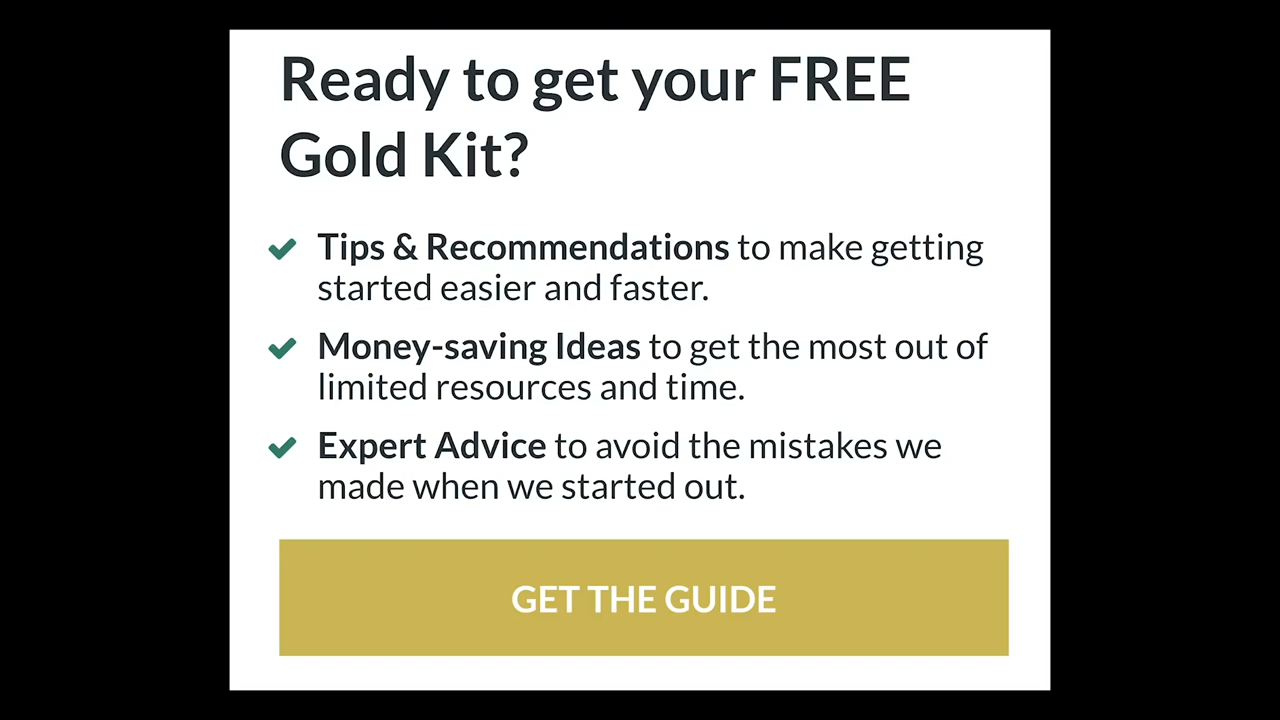 Ready to get your FREE
Gold Kit?
Tips & Recommendations to make getting
started easier and faster.
Money-saving Ideas to get the most out of
limited resources and time.
Expert Advice to avoid the mistakes we
made when we started out.
GET THE GUIDE